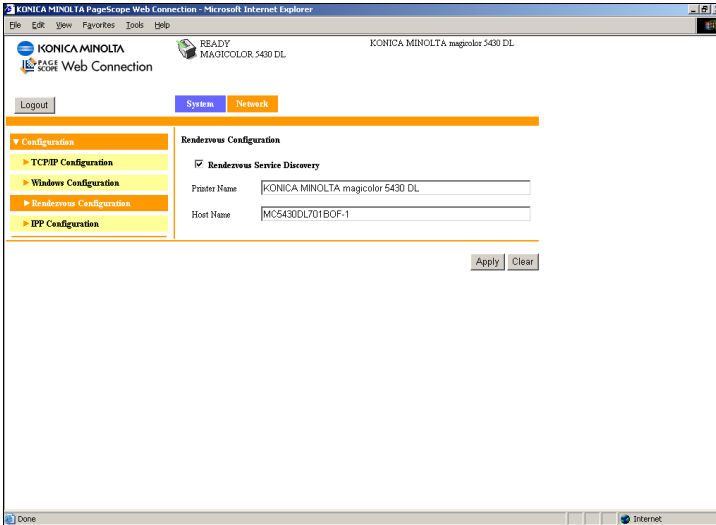 KONICA MINOLTA PageScope Web Connection - Microsoft Internet Explorer
File Edit View Favorites Tools Help
KONICA MINOLTA
PAGE SCOPE Web Connection
READY
MAGICOLOR 5430 DL
KONICA MINOLTA magicolor 5430 DL
Logout
System Network
Configuration
TCP/IP Configuration
Windows Configuration
Rendezvous Configuration
IPP Configuration
Rendezvous Configuration
Rendezvous Service Discovery
Printer Name KONICA MINOLTA magicolor 5430 DL
Host Name MC5430DL701BOF-1
Apply Clear
Done Internet